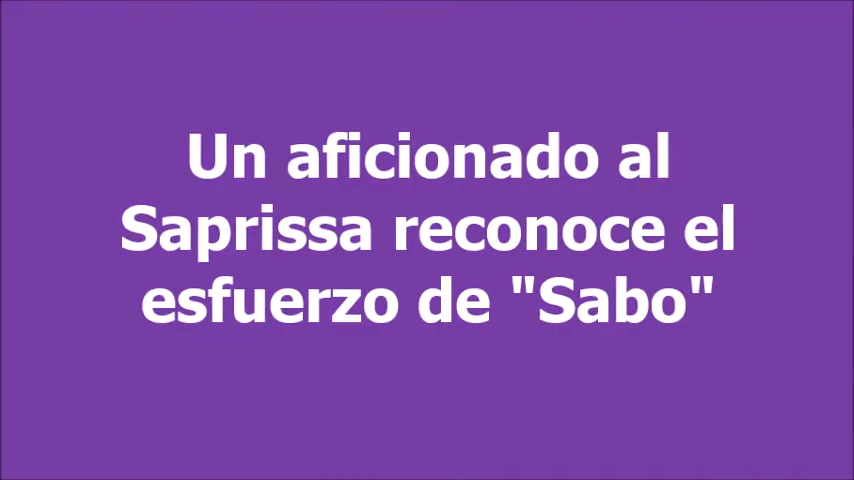 Un aficionado al
Saprissa reconoce el
esfuerzo de "Sabo"